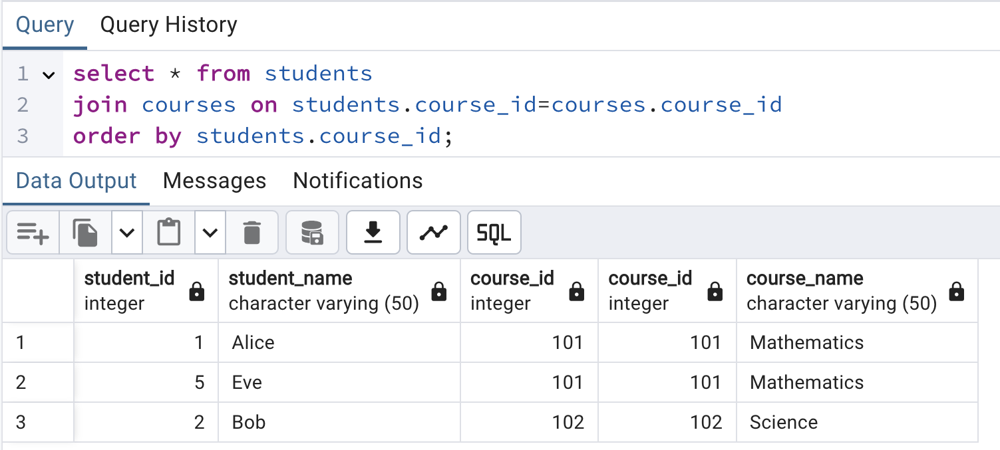 Query Query History
1 select * from students
2 join courses on students.course_id=courses.course_id
3 order by students.course_id;
Data Output Messages Notifications
SQL
student_id student_name course_id course_id course_name
integer character varying (50) integer integer character varying (50)
1 1 Alice 101 101 Mathematics
2 5 Eve 101 101 Mathematics
3 2 Bob 102 102 Science